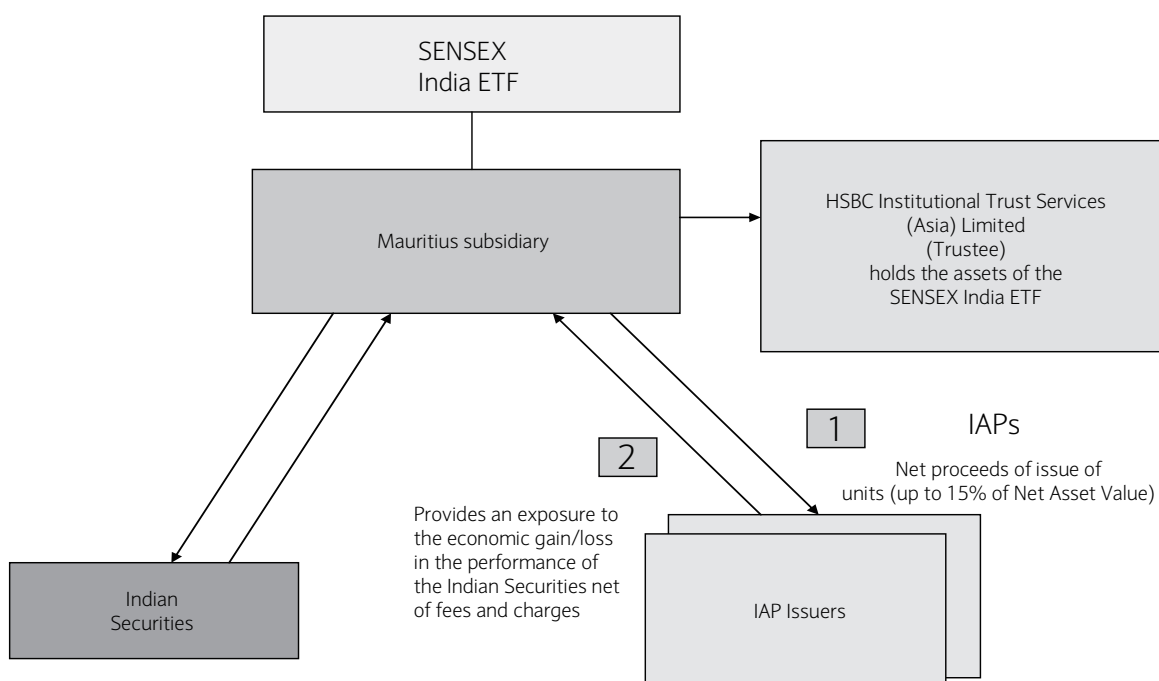 SENSEX
India ETF
Mauritius subsidiary
HSBC Institutional Trust Services
(Asia) Limited
(Trustee)
holds the assets of the
SENSEX India ETF
1
IAPs
Net proceeds of issue of
units (up to 15% of Net Asset Value)
2
Provides an exposure to
the economic gain/loss
in the performance of
the Indian Securities net
of fees and charges
Indian
Securities
IAP Issuers